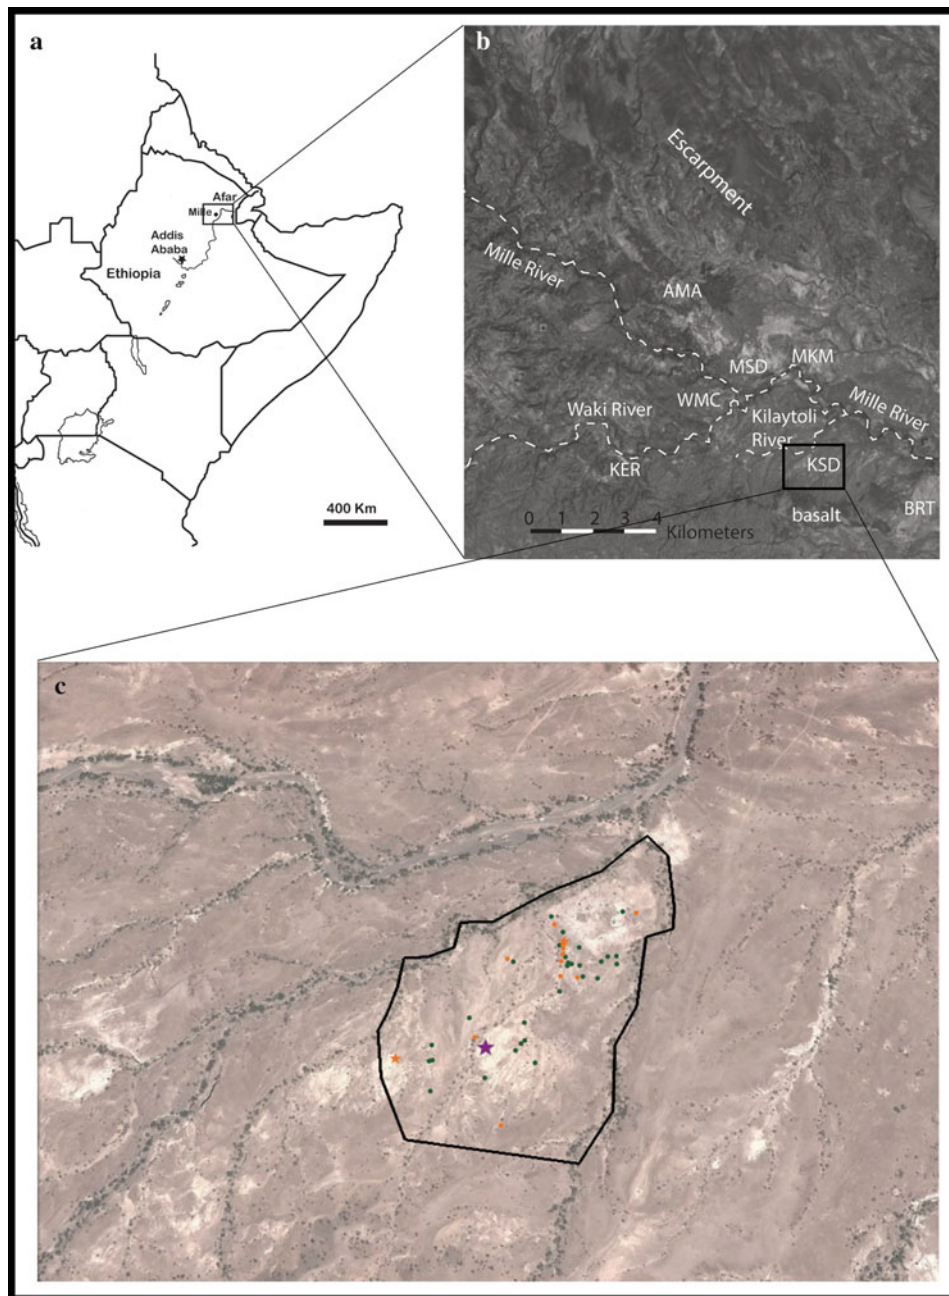 a
Afar
Mille
Addis
Ababa
Ethiopia
400 Km
b
Escarpment
Mille River
AMA
MSD
MKM
WMC
Waki River
Kilaytoli
River
Mille River
KER
KSD
BRT
basalt
0 1 2 3 4
Kilometers
c